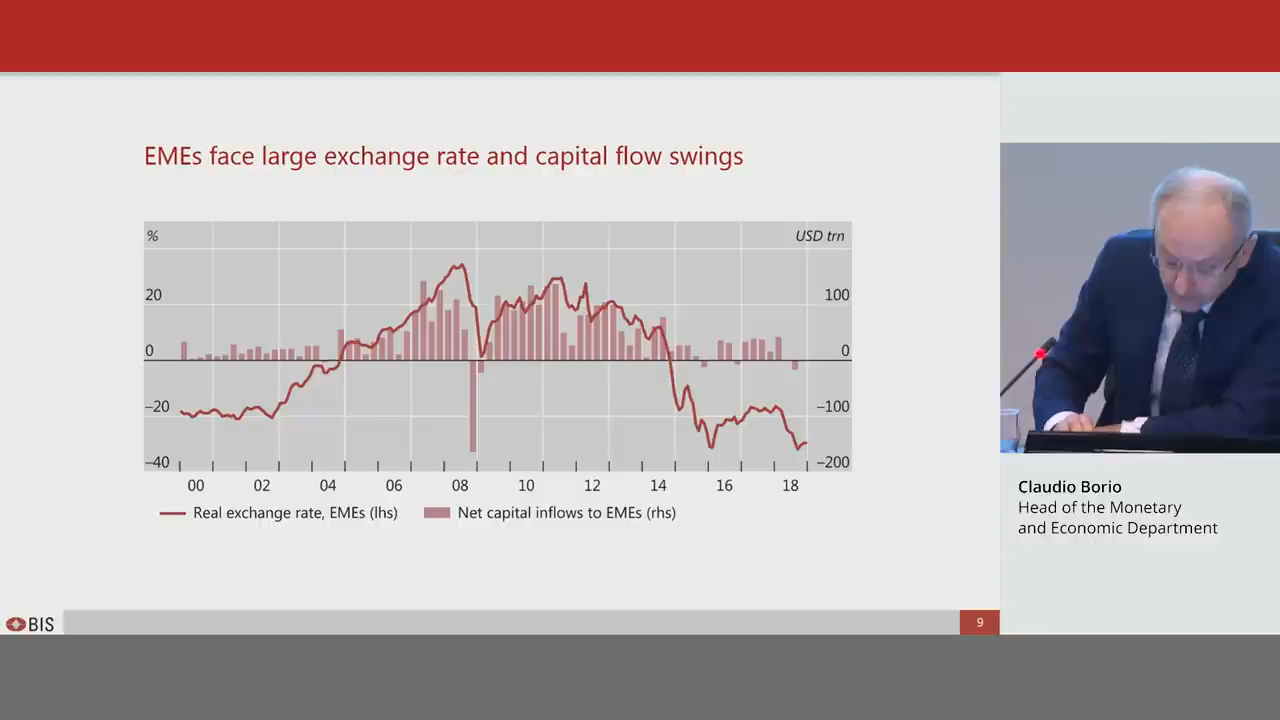 EMEs face large exchange rate and capital flow swings
%
USD trn
20
100
0
0
–20
–100
–40
–200
00 02 04 06 08 10 12 14 16 18
Real exchange rate, EMEs (lhs)
Net capital inflows to EMEs (rhs)
Claudio Borio
Head of the Monetary
and Economic Department
BIS
9